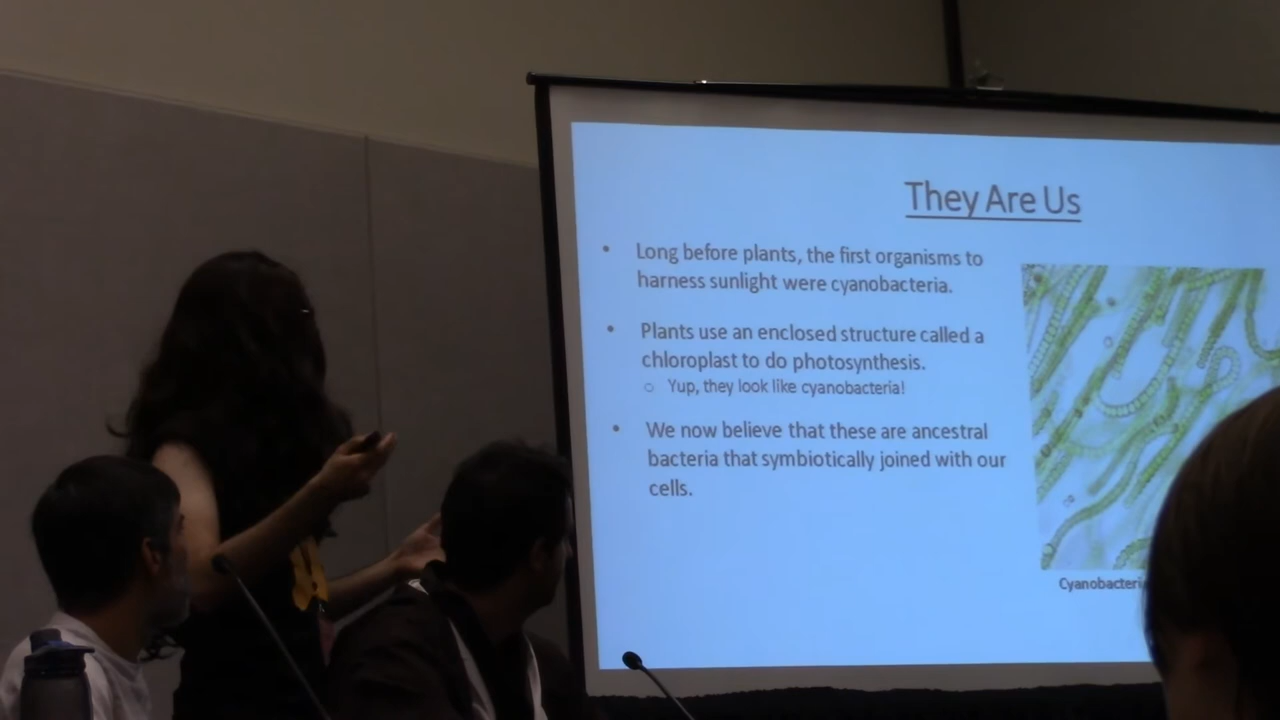 They Are Us
• Long before plants, the first organisms to
harness sunlight were cyanobacteria.
• Plants use an enclosed structure called a
chloroplast to do photosynthesis.
○ Yup, they look like cyanobacteria!
• We now believe that these are ancestral
bacteria that symbiotically joined with our
cells.
Cyanobacteri